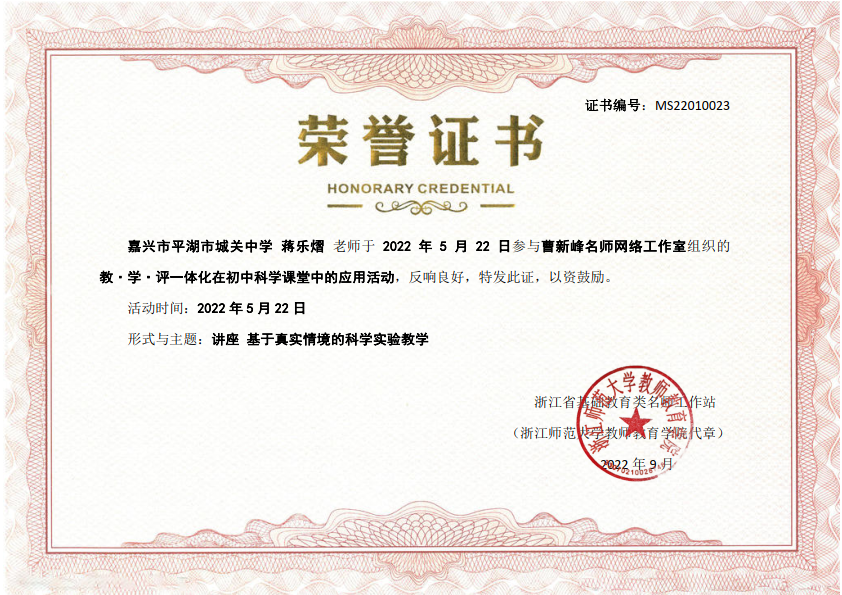 证书编号：MS22010023
荣誉证书
HONORARY CREDENTIAL
嘉兴市平湖市城关中学 蒋乐熠 老师于 2022 年 5 月 22 日参与曹新峰名师网络工作室组织的
教·学·评一体化在初中科学课堂中的应用活动，反响良好，特发此证，以资鼓励。
活动时间：2022 年 5 月 22 日
形式与主题：讲座 基于真实情境的科学实验教学
浙江省基础教育类名师工作站
（浙江师范大学教师教育学院代章）
2022 年 9 月
浙江师范大学教师教育学院